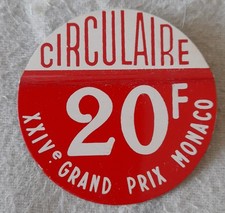 CIRCULAIRE
20F
XXIVe GRAND PRIX MONACO